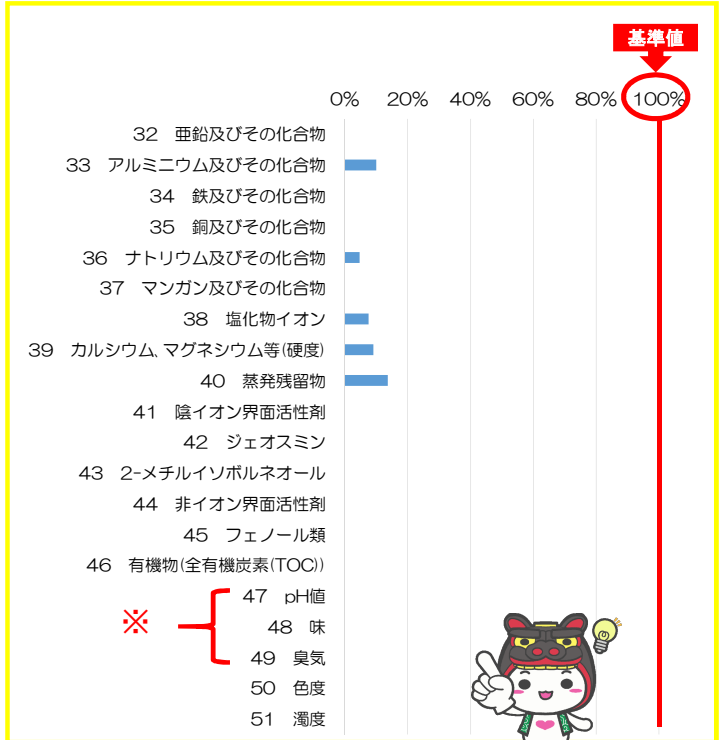 基準値
0% 20% 40% 60% 80% 100%
32 亜鉛及びその化合物
33 アルミニウム及びその化合物
34 鉄及びその化合物
35 銅及びその化合物
36 ナトリウム及びその化合物
37 マンガン及びその化合物
38 塩化物イオン
39 カルシウム、マグネシウム等(硬度)
40 蒸発残留物
41 陰イオン界面活性剤
42 ジェオスミン
43 2-メチルイソボルネオール
44 非イオン界面活性剤
45 フェノール類
46 有機物(全有機炭素(TOC))
47 pH値
※
48 味
49 臭気
50 色度
51 濁度